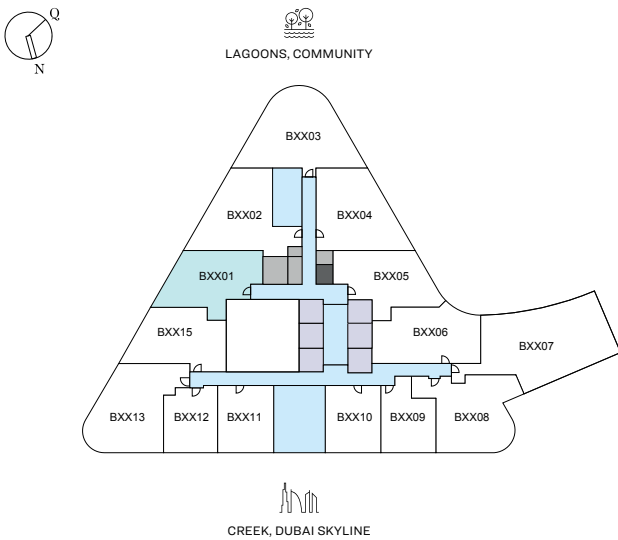 Q
N
LAGOONS, COMMUNITY
BXX03
BXX02
BXX04
BXX01
BXX05
BXX15
BXX06
BXX07
BXX13
BXX12
BXX11
BXX10
BXX09
BXX08
CREEK, DUBAI SKYLINE